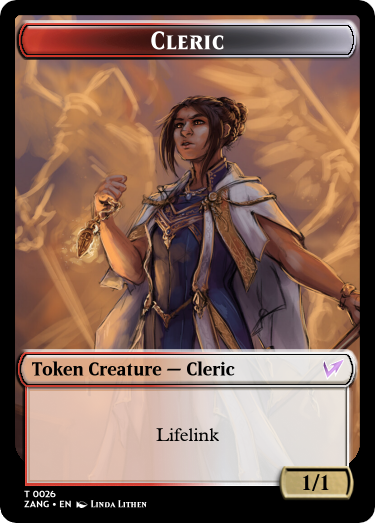 Cleric
Token Creature — Cleric
Lifelink
1/1
T 0026
ZANG • EN Linda Lithen